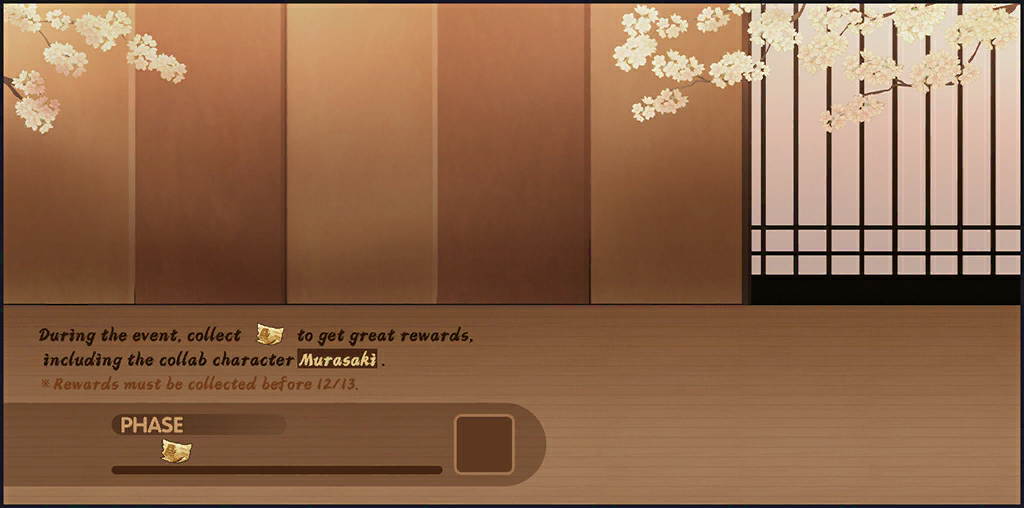 During the event, collect to get great rewards,
including the collab character Murasaki.
※Rewards must be collected before 12/13.
PHASE